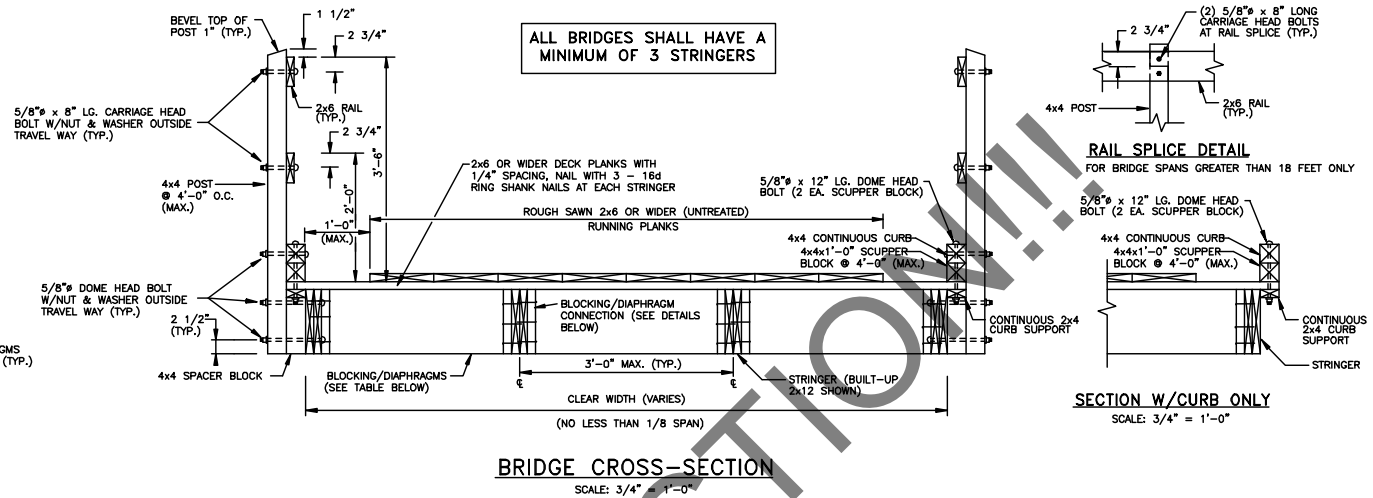 BEVEL TOP OF
POST 1" (TYP.)
1 1/2"
2 3/4"
ALL BRIDGES SHALL HAVE A
MINIMUM OF 3 STRINGERS
5/8"ø x 8" LG. CARRIAGE HEAD
BOLT W/NUT & WASHER OUTSIDE
TRAVEL WAY (TYP.)
2x6 RAIL
(TYP.)
2 3/4"
3'-6"
2'-0"
4x4 POST
@ 4'-0" O.C.
(MAX.)
1'-0"
(MAX.)
2x6 OR WIDER DECK PLANKS WITH
1/4" SPACING, NAIL WITH 3 - 16d
RING SHANK NAILS AT EACH STRINGER
ROUGH SAWN 2x6 OR WIDER (UNTREATED)
RUNNING PLANKS
5/8"ø x 12" LG. DOME HEAD
BOLT (2 EA. SCUPPER BLOCK)
4x4 CONTINUOUS CURB
4x4x1'-0" SCUPPER
BLOCK @ 4'-0" (MAX.)
5/8"ø DOME HEAD BOLT
W/NUT & WASHER OUTSIDE
TRAVEL WAY (TYP.)
2 1/2"
(TYP.)
GMS
(TYP.)
4x4 SPACER BLOCK
BLOCKING/DIAPHRAGM
CONNECTION (SEE DETAILS
BELOW)
BLOCKING/DIAPHRAGMS
(SEE TABLE BELOW)
3'-0" MAX. (TYP.)
STRINGER (BUILT-UP
2x12 SHOWN)
CONTINUOUS 2x4
CURB SUPPORT
CLEAR WIDTH (VARIES)
(NO LESS THAN 1/8 SPAN)
BRIDGE CROSS-SECTION
SCALE: 3/4" = 1'-0"
(2) 5/8"ø x 8" LONG
CARRIAGE HEAD BOLTS
AT RAIL SPLICE (TYP.)
2 3/4"
4x4 POST
2x6 RAIL
(TYP.)
RAIL SPLICE DETAIL
FOR BRIDGE SPANS GREATER THAN 18 FEET ONLY
5/8"ø x 12" LG. DOME HEAD
BOLT (2 EA. SCUPPER BLOCK)
4x4 CONTINUOUS CURB
4x4x1'-0" SCUPPER
BLOCK @ 4'-0" (MAX.)
CONTINUOUS
2x4 CURB
SUPPORT
STRINGER
SECTION W/CURB ONLY
SCALE: 3/4" = 1'-0"
CTION!!!